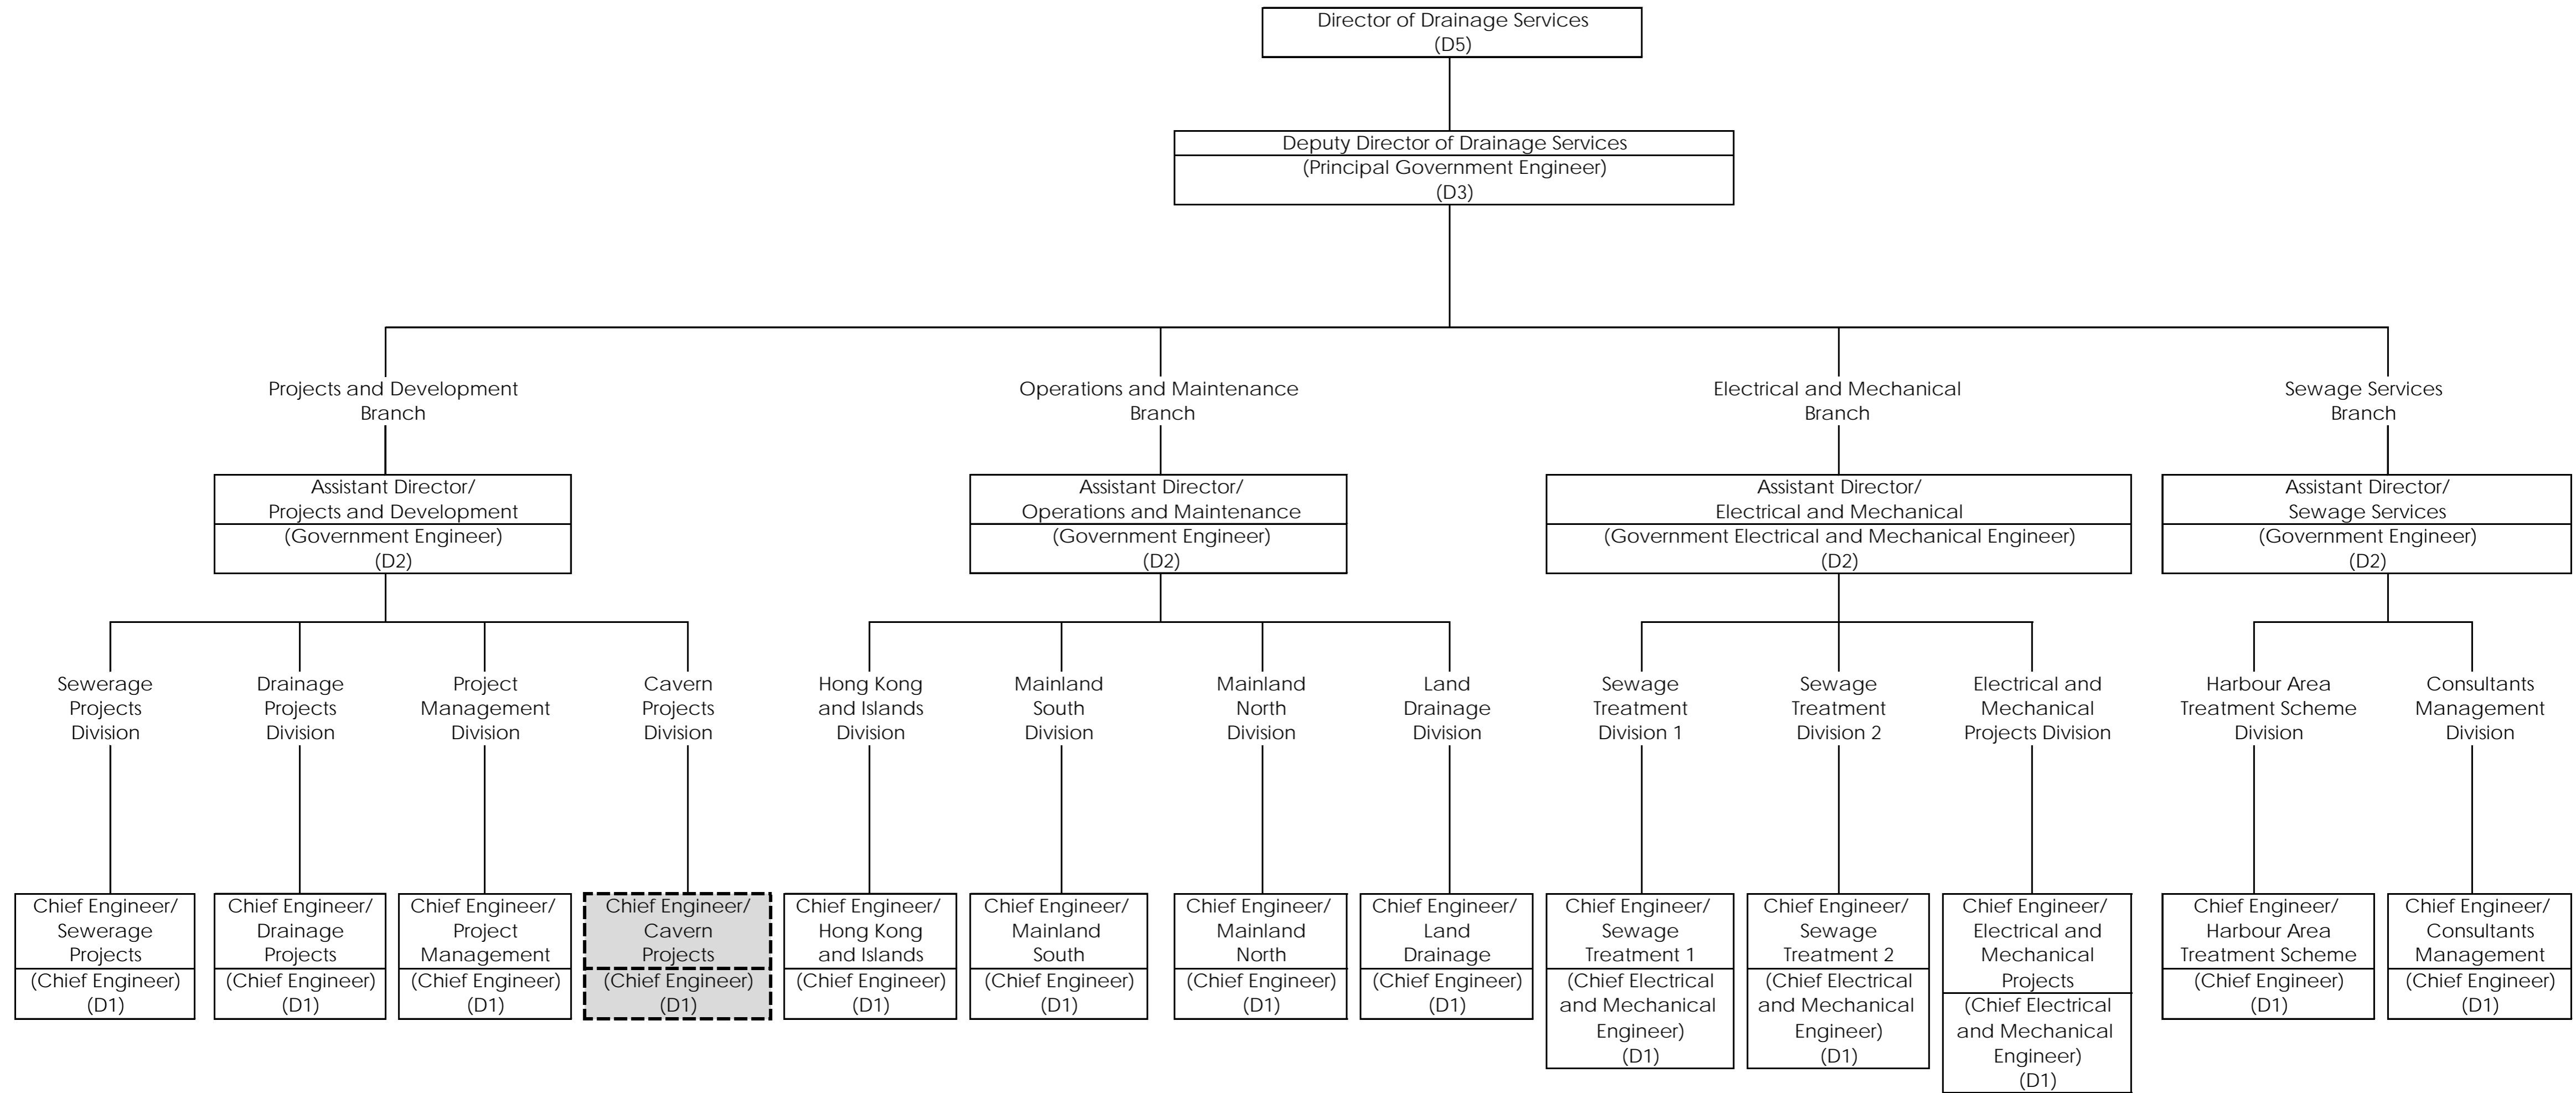 Director of Drainage Services
(D5)
Deputy Director of Drainage Services
(Principal Government Engineer)
(D3)
Projects and Development
Branch
Operations and Maintenance
Branch
Electrical and Mechanical
Branch
Sewage Services
Branch
Assistant Director/
Projects and Development
(Government Engineer)
(D2)
Assistant Director/
Operations and Maintenance
(Government Engineer)
(D2)
Assistant Director/
Electrical and Mechanical
(Government Electrical and Mechanical Engineer)
(D2)
Assistant Director/
Sewage Services
(Government Engineer)
(D2)
Sewerage
Projects
Division
Drainage
Projects
Division
Project
Management
Division
Cavern
Projects
Division
Hong Kong
and Islands
Division
Mainland
South
Division
Mainland
North
Division
Land
Drainage
Division
Sewage
Treatment
Division 1
Sewage
Treatment
Division 2
Electrical and
Mechanical
Projects Division
Harbour Area
Treatment Scheme
Division
Consultants
Management
Division
Chief Engineer/
Sewerage
Projects
(Chief Engineer)
(D1)
Chief Engineer/
Drainage
Projects
(Chief Engineer)
(D1)
Chief Engineer/
Project
Management
(Chief Engineer)
(D1)
Chief Engineer/
Cavern
Projects
(Chief Engineer)
(D1)
Chief Engineer/
Hong Kong
and Islands
(Chief Engineer)
(D1)
Chief Engineer/
Mainland
South
(Chief Engineer)
(D1)
Chief Engineer/
Mainland
North
(Chief Engineer)
(D1)
Chief Engineer/
Land
Drainage
(Chief Engineer)
(D1)
Chief Engineer/
Sewage
Treatment 1
(Chief Electrical
and Mechanical
Engineer)
(D1)
Chief Engineer/
Sewage
Treatment 2
(Chief Electrical
and Mechanical
Engineer)
(D1)
Chief Engineer/
Electrical and
Mechanical
Projects
(Chief Electrical
and Mechanical
Engineer)
(D1)
Chief Engineer/
Harbour Area
Treatment Scheme
(Chief Engineer)
(D1)
Chief Engineer/
Consultants
Management
(Chief Engineer)
(D1)